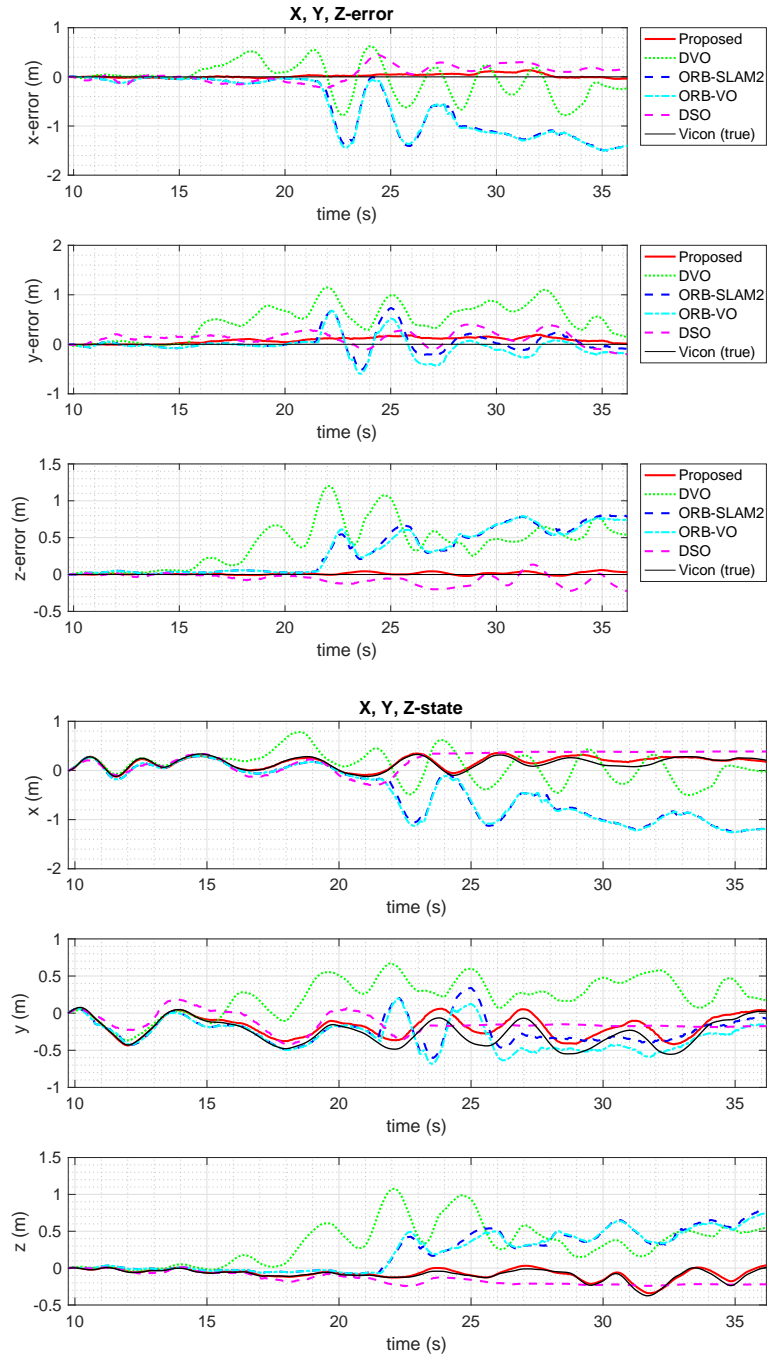 X, Y, Z-error
1
0
-1
-2
x-error (m)
10 15 20 25 30 35
time (s)
Proposed
DVO
ORB-SLAM2
ORB-VO
DSO
Vicon (true)
2
1
0
-1
y-error (m)
10 15 20 25 30 35
time (s)
Proposed
DVO
ORB-SLAM2
ORB-VO
DSO
Vicon (true)
1.5
1
0.5
0
-0.5
z-error (m)
10 15 20 25 30 35
time (s)
Proposed
DVO
ORB-SLAM2
ORB-VO
DSO
Vicon (true)
X, Y, Z-state
1
0
-1
-2
x (m)
10 15 20 25 30 35
time (s)
1
0.5
0
-0.5
-1
y (m)
10 15 20 25 30 35
time (s)
1.5
1
0.5
0
-0.5
z (m)
10 15 20 25 30 35
time (s)